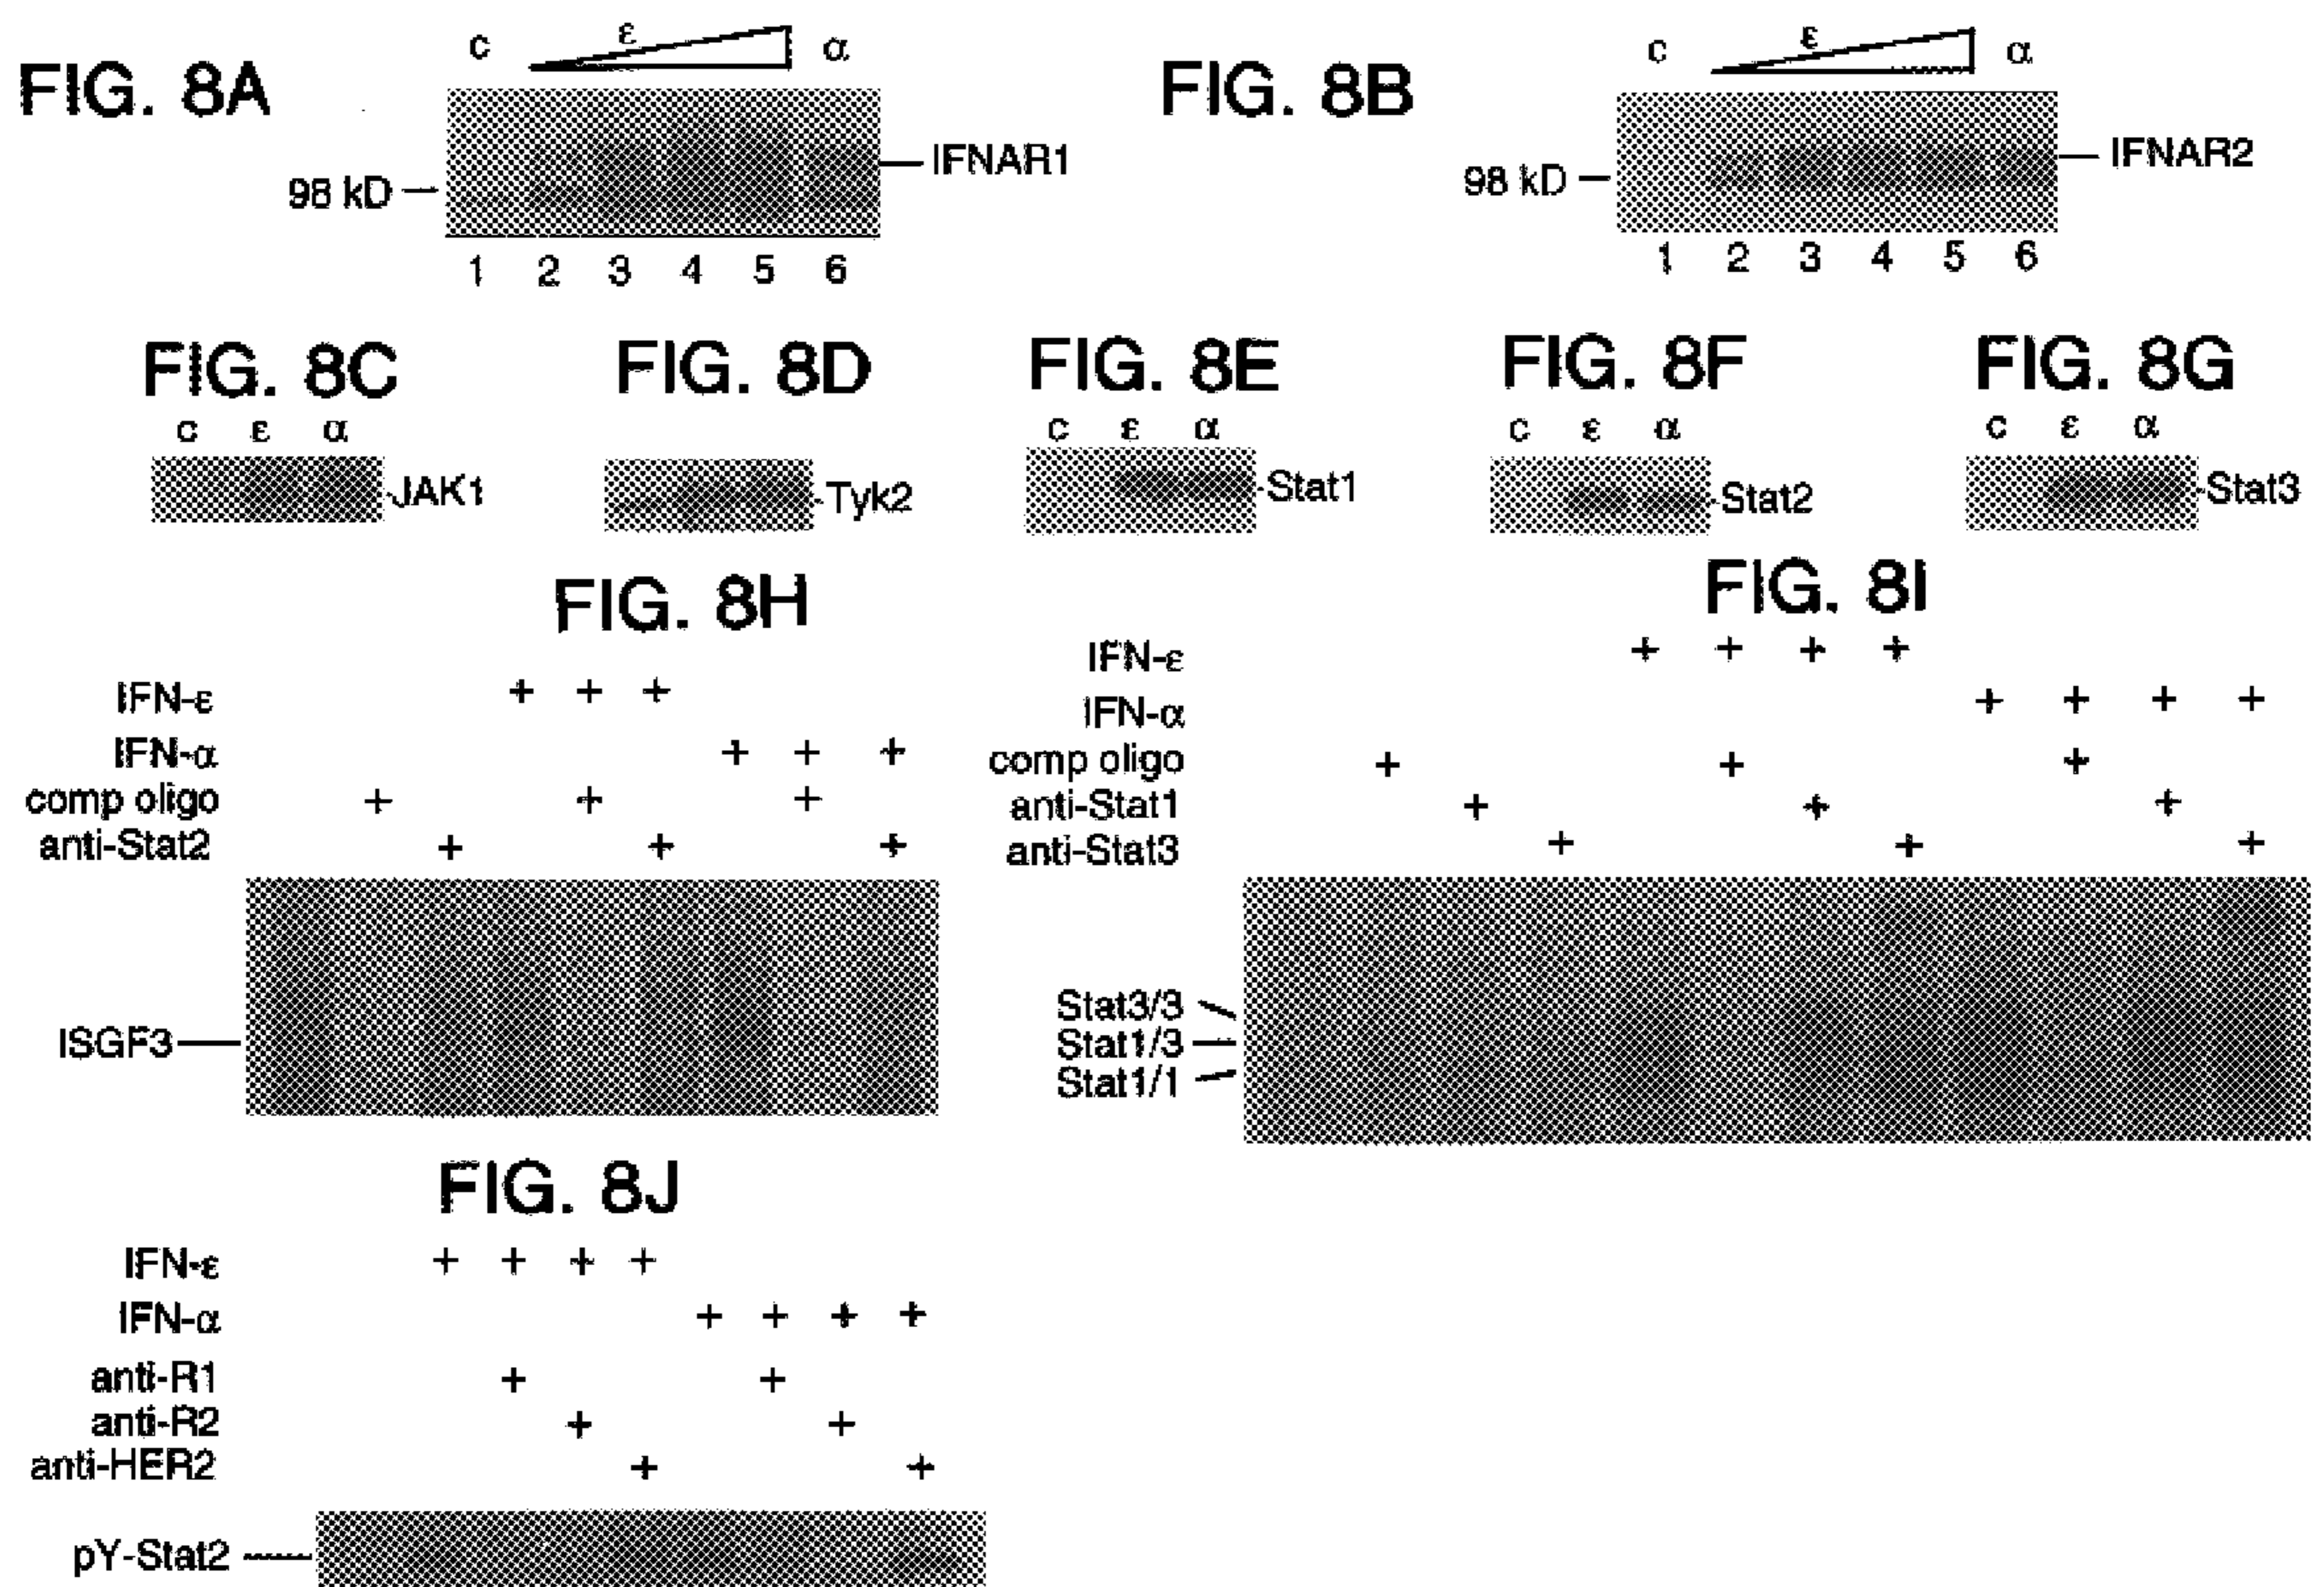 FIG. 8A
c ε α
98 kD
IFNAR1
1 2 3 4 5 6
FIG. 8B
c ε α
98 kD
IFNAR2
1 2 3 4 5 6
FIG. 8C
c ε α
JAK1
FIG. 8D
Tyk2
FIG. 8E
c ε α
Stat1
FIG. 8F
c ε α
Stat2
FIG. 8G
c ε α
Stat3
FIG. 8H
IFN-ε + + +
IFN-α + + +
comp oligo + + +
anti-Stat2 + + +
ISGF3
FIG. 8I
IFN-ε + + + +
IFN-α + + + +
comp oligo + + +
anti-Stat1 + + +
anti-Stat3 + + +
Stat3/3
Stat1/3
Stat1/1
FIG. 8J
IFN-ε + + + +
IFN-α + + + +
anti-R1 + +
anti-R2 + +
anti-HER2 + +
pY-Stat2